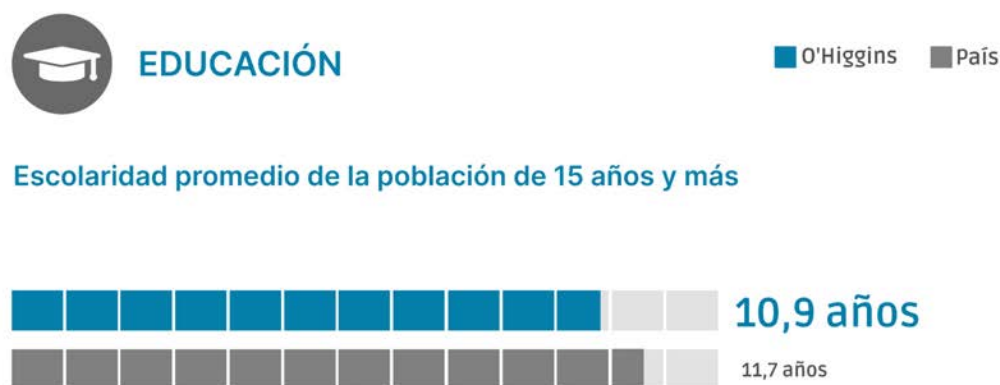 EDUCACIÓN
O'Higgins
País
Escolaridad promedio de la población de 15 años y más
10,9 años
11,7 años